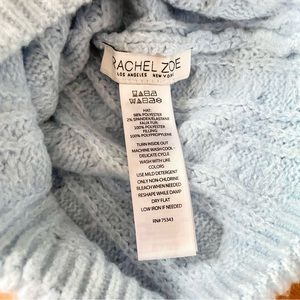 RACHEL ZOE
LOS ANGELES NEW YORK
HAT:
98% POLYESTER
2% SPANDEX/ELASTANE
FAUX FUR:
100% POLYESTER
FILLING:
100% POLYPROPYLENE
TURN INSIDE OUT
MACHINE WASH COOL-
DELICATE CYCLE
WASH WITH LIKE
COLORS
USE MILD DETERGENT
ONLY NON-CHLORINE
BLEACH WHEN NEEDED
RESHAPE WHILE DAMP
DRY FLAT
LOW IRON IF NEEDED
RN# 75343